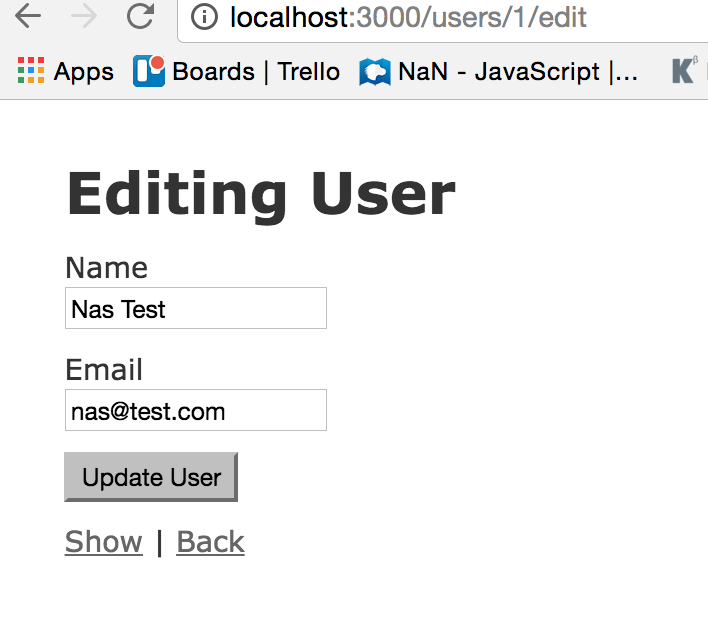 localhost:3000/users/1/edit
Apps Boards | Trello NaN - JavaScript |... K β
Editing User
Name
Nas Test
Email
nas@test.com
Update User
Show | Back